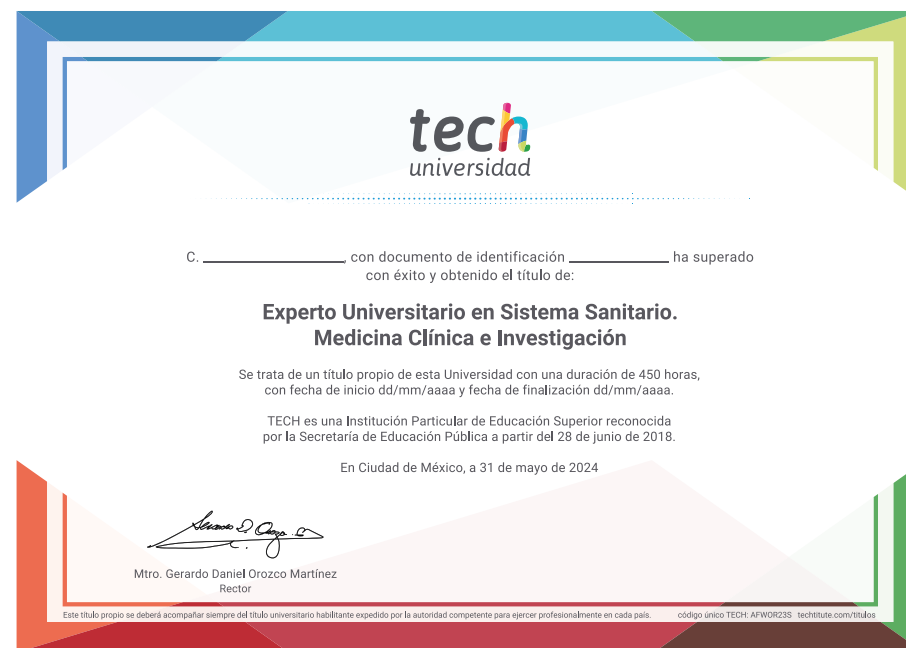 tech
universidad
C. ____________, con documento de identificación ____________ ha superado
con éxito y obtenido el título de:
Experto Universitario en Sistema Sanitario.
Medicina Clínica e Investigación
Se trata de un título propio de esta Universidad con una duración de 450 horas,
con fecha de inicio dd/mm/aaaa y fecha de finalización dd/mm/aaaa.
TECH es una Institución Particular de Educación Superior reconocida
por la Secretaría de Educación Pública a partir del 28 de junio de 2018.
En Ciudad de México, a 31 de mayo de 2024
Mtro. Gerardo Daniel Orozco Martínez
Rector
Este título propio se deberá acompañar siempre del título universitario habilitante expedido por la autoridad competente para ejercer profesionalmente en cada país. código único TECH: AFWOR23S techtitute.com/titulos